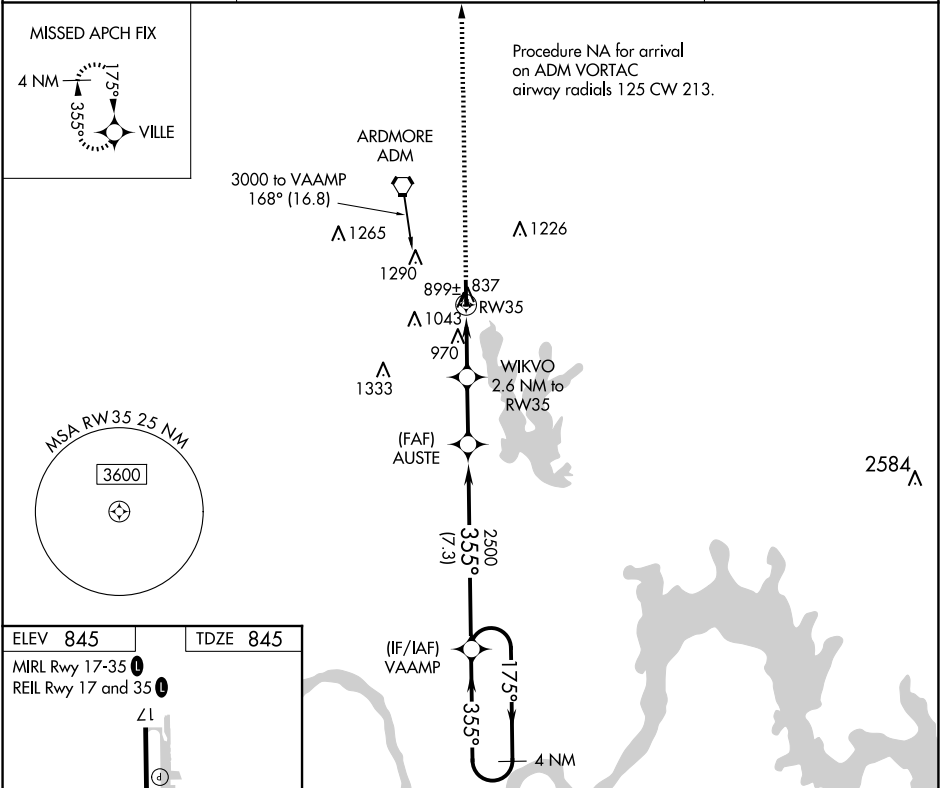 MISSED APCH FIX
4 NM
175°
355°
VILLE
Procedure NA for arrival
on ADM VORTAC
airway radials 125 CW 213.
ARDMORE
ADM
3000 to VAAMP
168° (16.8)
1265
1226
1290
899±
837
RW35
1043
970
1333
WIKVO
2.6 NM to
RW35
(FAF)
AUSTE
MSA RW35 25 NM
3600
2584
2500
355°
(7.3)
(IF/IAF)
VAAMP
175°
355°
4 NM
ELEV 845
TDZE 845
MIRL Rwy 17-35 L
REIL Rwy 17 and 35 L
17
P